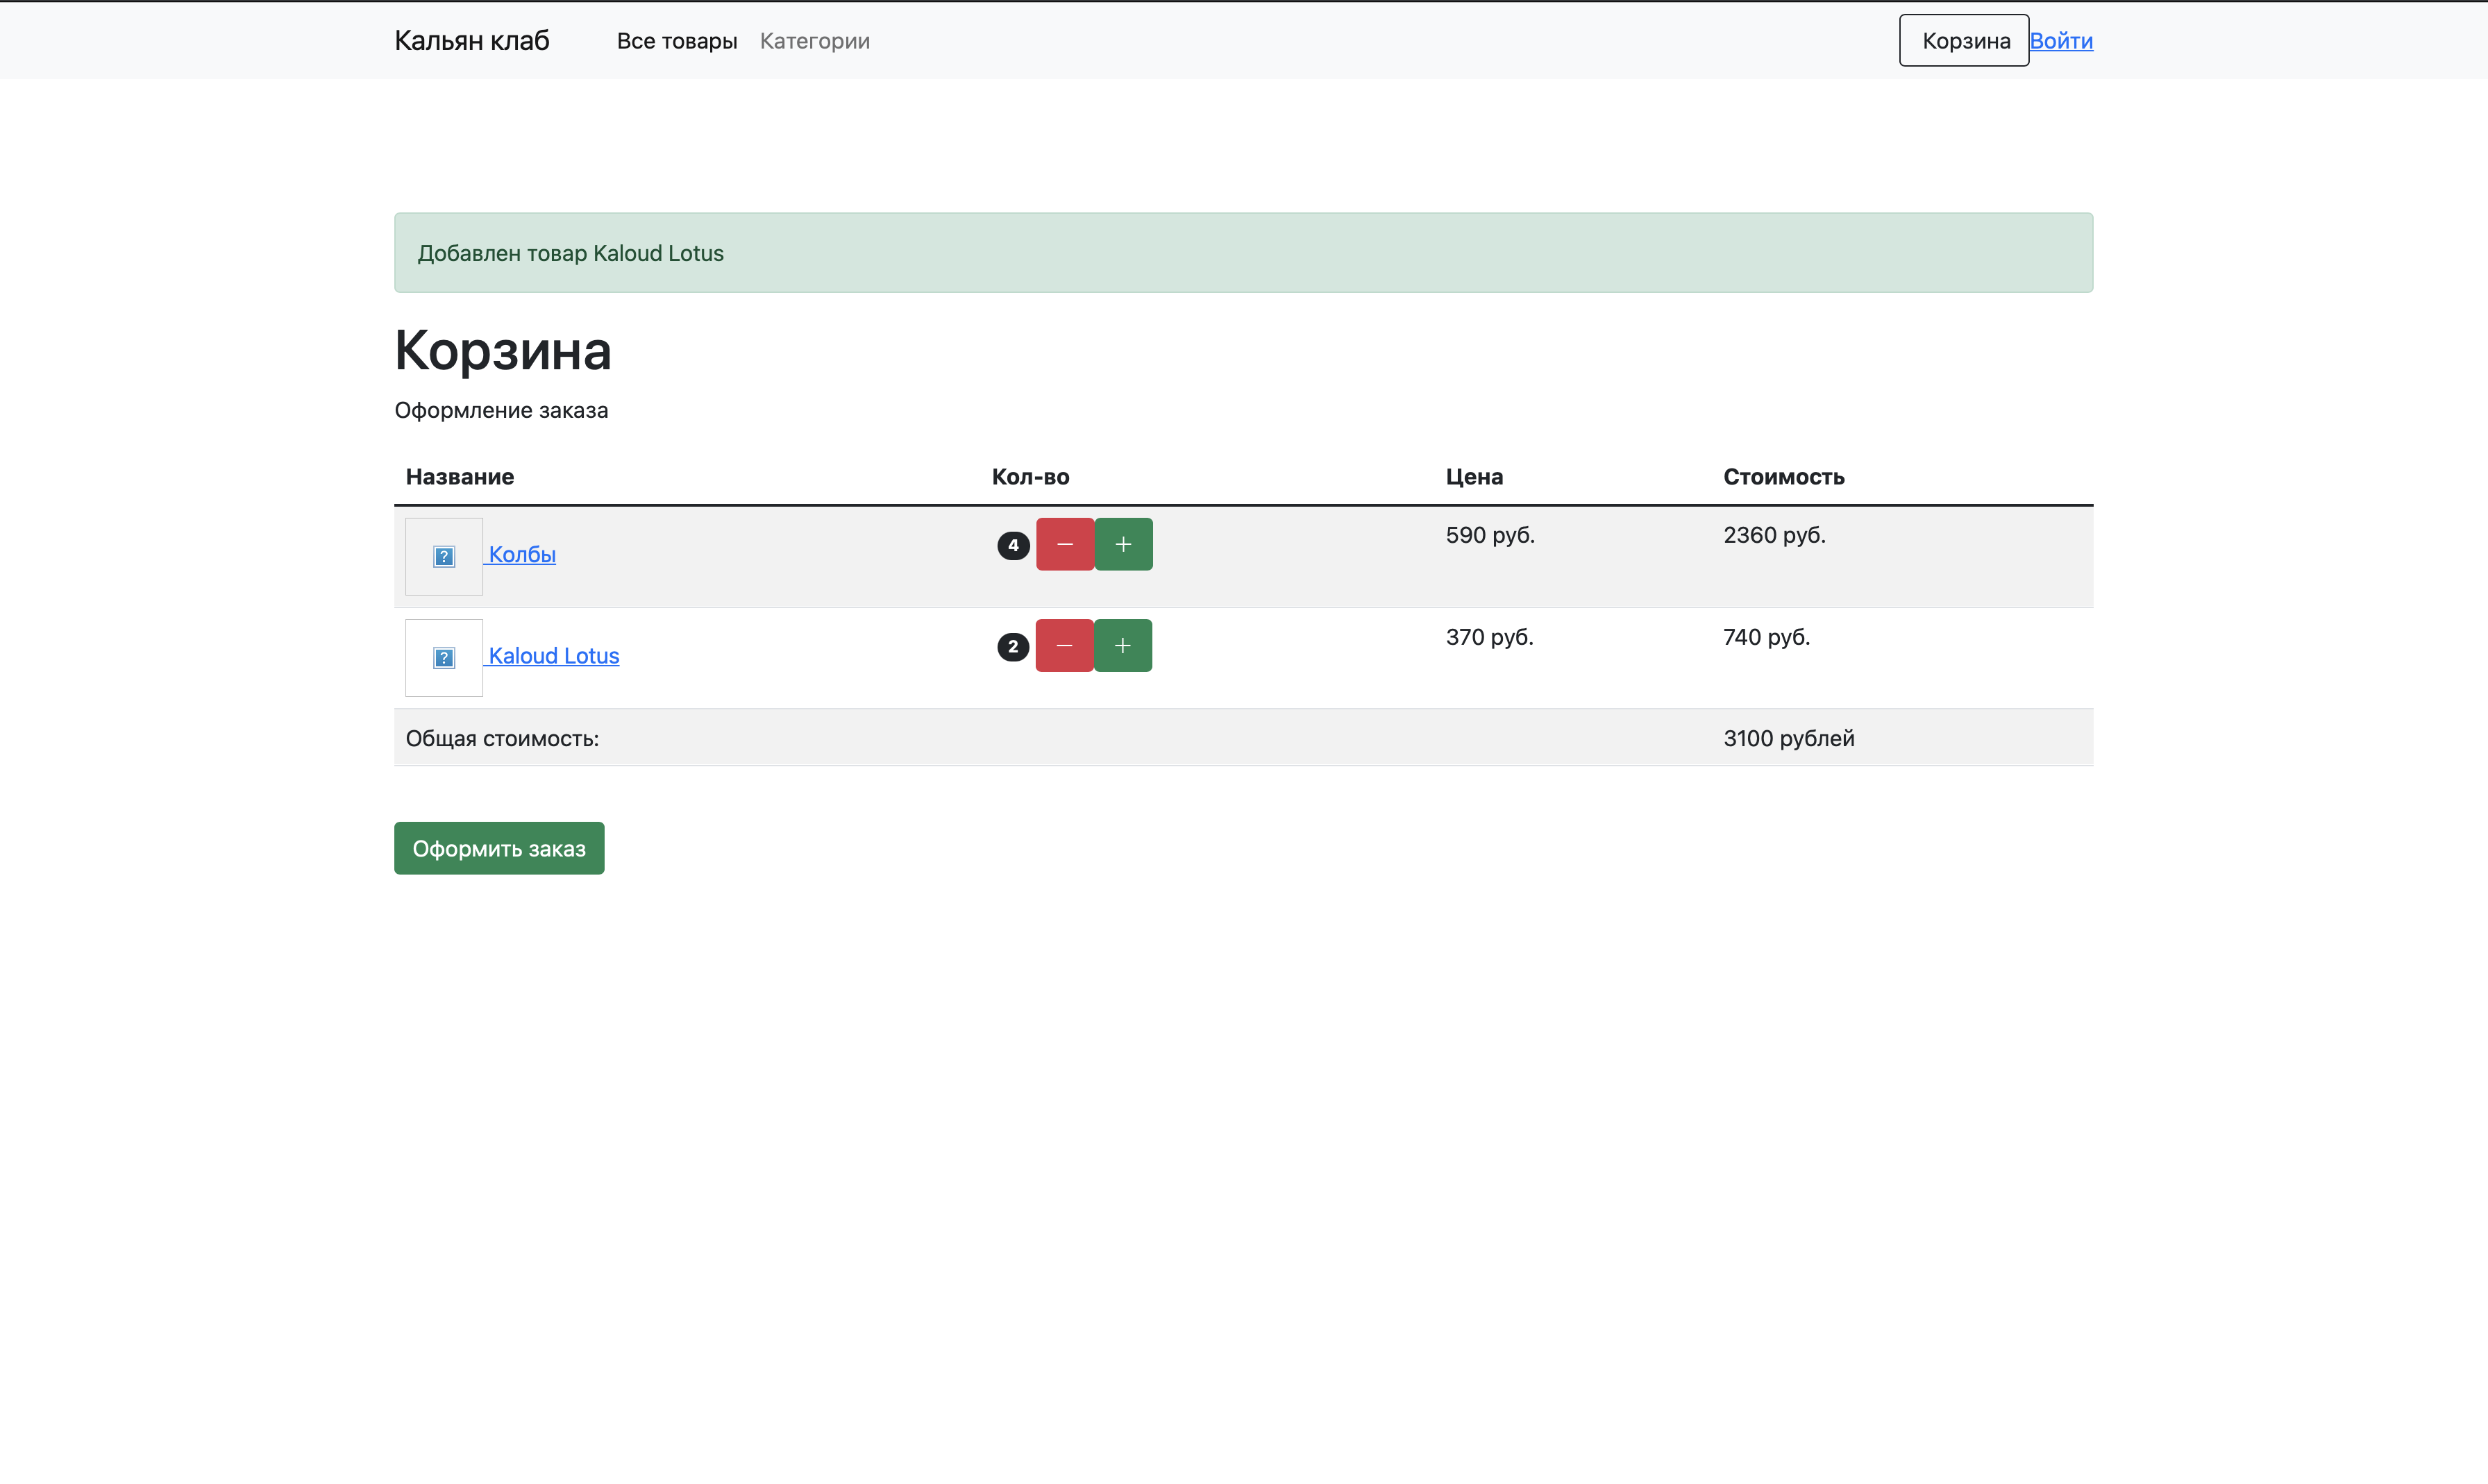 Кальян клаб Все товары Категории Корзина Войти
Добавлен товар Kaloud Lotus
Корзина
Оформление заказа
Название Кол-во Цена Стоимость
Колбы 4 − + 590 руб. 2360 руб.
Kaloud Lotus 2 − + 370 руб. 740 руб.
Общая стоимость: 3100 рублей
Оформить заказ